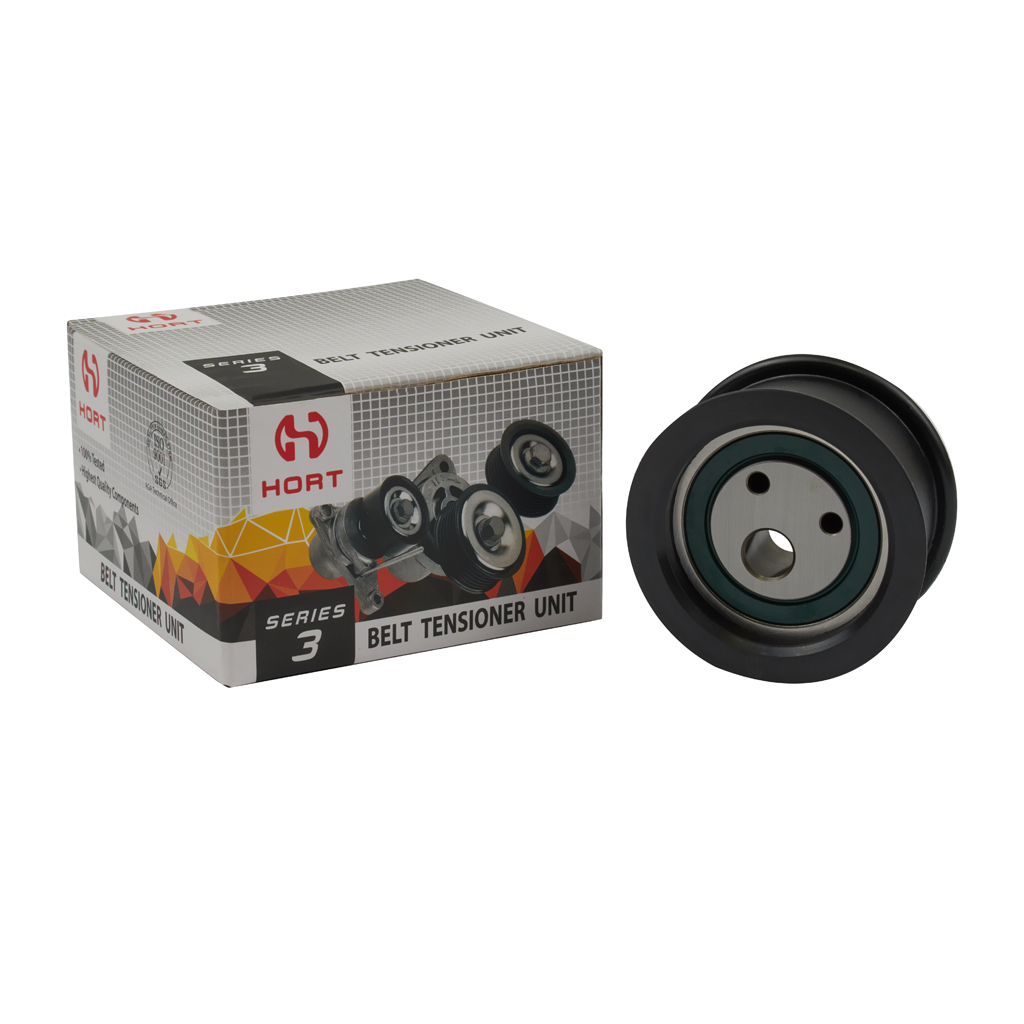 HORT
SERIES
3
BELT TENSIONER UNIT
HORT
• 100% Tested
• Highest Quality Components
ISO
9001
SGS
BELT TENSIONER UNIT
HORT
SERIES
3
BELT TENSIONER UNIT